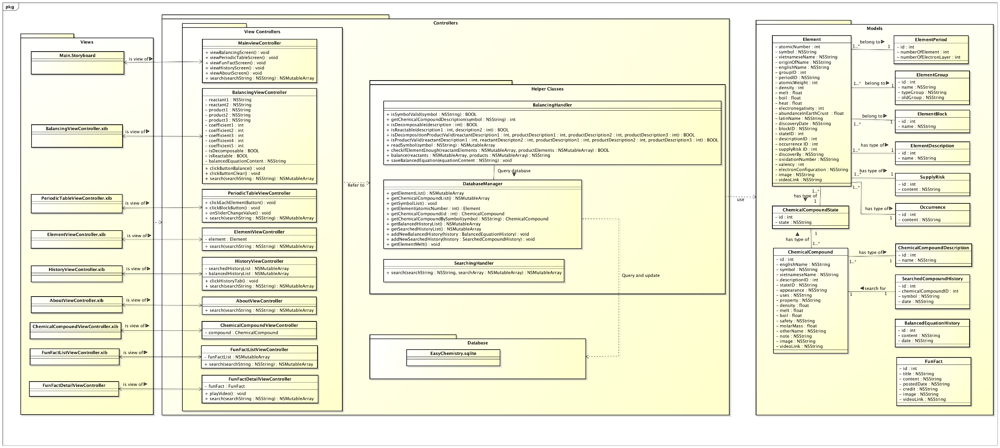 pkg
Views
Main.Storyboard
BalancingViewController.xib
PeriodicTableViewController.xib
ElementViewController.xib
HistoryViewController.xib
AboutViewController.xib
ChemicalCompoundViewController.xib
FunFactListViewController.xib
FunFactDetailViewController
is view of
is view of
is view of
is view of
is view of
is view of
is view of
is view of
is view of
Controllers
View Controllers
MainviewController
+ viewBalancingScreen() : void
+ viewPeriodicTableScreen() : void
+ viewFunFactScreen() : void
+ viewHistoryScreen() : void
+ viewAboutScreen() : void
+ search(searchString : NSString) : NSMutableArray
BalancingViewController
- reactant1 : NSString
- reactant2 : NSString
- product1 : NSString
- product2 : NSString
- product3 : NSString
- coefficient1 : int
- coefficient2 : int
- coefficient3 : int
- coefficient4 : int
- coefficient5 : int
- isDecomposable : BOOL
- isReactable : BOOL
- balancedEquationContent : NSString
+ clickButtonBalance() : void
+ clickButtonClear() : void
+ search(searchString : NSString) : NSMutableArray
PeriodicTableViewController
+ clickEachElementButton() : void
+ clickBlockButton() : void
+ onSliderChangeValue() : void
+ search(searchString : NSString) : NSMutableArray
ElementViewController
- element : Element
+ search(searchString : NSString) : NSMutableArray
HistoryViewController
- searchedHistoryList : NSMutableArray
- balancedHistoryList : NSMutableArray
+ clickHistoryTab() : void
+ search(searchString : NSString) : NSMutableArray
AboutViewController
+ search(searchString : NSString) : NSMutableArray
ChemicalCompoundViewController
- compound : ChemicalCompound
FunFactListViewController
- funFactList : NSMutableArray
+ search(searchString : NSString) : NSMutableArray
FunFactDetailViewController
- funFact : FunFact
+ playVideo() : void
+ search(searchString : NSString) : NSMutableArray
Refer to
Helper Classes
BalancingHandler
+ isSymbolValid(symbol : NSString) : BOOL
+ getChemicalCompoundDescription(symbol : NSString) : int
+ isDecomposable(description : int) : BOOL
+ isReactable(description1 : int, description2 : int) : BOOL
+ isDecompositionProductValid(reactantDescription1 : int, productDescription1 : int, productDescription2 : int, productDescription3 : int) : BOOL
+ isProductValid(reactantDescription1 : int, reactantDescripton2 : int, productDescription1 : int, productDescription2 : int, productDescription3 : int) : BOOL
+ readSymbol(symbol : NSString) : NSMutableArray
+ checkIfElementEnough(reactantElements : NSMutableArray, productElements : NSMutableArray) : BOOL
+ balance(reactants : NSMutableArray, products : NSMutableArray) : NSString
+ saveBalancedEquation(equationContent : NSString) : void
Query database
DatabaseManager
+ getElementList() : NSMutableArray
+ getChemicalCompoundList() : NSMutableArray
+ getSymbolList() : void
+ getElement(atomicNumber : int) : Element
+ getChemicalCompound(id : int) : ChemicalCompound
+ getChemicalCompoundBySymbol(symbol : NSString) : ChemicalCompound
+ getBalancedHistoryList() : NSMutableArray
+ getSearchedHistoryList() : NSMutableArray
+ addNewBalancedHistory(history : BalancedEquationHistory) : void
+ addNewSearchedHistory(history : SearchedCompoundHistory) : void
+ getElementMelt() : void
SearchingHandler
+ search(searchString : NSString, searchArray : NSMutableArray) : NSMutableArray
Query and update
Database
EasyChemistry.sqlite
use
Models
Element
- atomicNumber : int
- symbol : NSString
- vietnameseName : NSString
- originOfName : NSString
- englishName : NSString
- groupID : int
- periodID : NSString
- atomicWeight : int
- density : int
- melt : float
- boil : float
- heat : float
- electronegativity : int
- abundanceInEarthCrust : float
- latinName : NSString
- discoveryDate : NSString
- blockID : NSString
- stateID : int
- descriptionID : int
- occurrence ID : int
- supplyRisk ID : int
- discoverBy : NSString
- oxidationNumber : NSString
- valency : int
- electronConfiguration : NSString
- image : NSString
- videoLink : NSString
belong to
1..* 1
ElementPeriod
- id : int
- numberOfElement : int
- numberOfElectronLayer : int
1..* belong to 1
ElementGroup
- id : int
- name : NSString
- typeGroup : NSString
- oldGroup : NSString
belong to
1..* 1
ElementBlock
- id : int
- name : NSString
has type of
1..* 1
ElementDescription
- id : int
- name : NSString
has type of
1..* 1
SupplyRisk
- id : int
- content : NSString
1..*
has type of
1
Occurrence
- id : int
- content : NSString
1..*
has type of
1
ChemicalCompoundState
- id : int
- state : NSString
1
has type of
1..*
ChemicalCompound
- id : int
- englishName : NSString
- symbol : NSString
- vietnameseName : NSString
- descriptionID : int
- stateID : NSString
- appearance : NSString
- uses : NSString
- property : NSString
- density : float
- melt : float
- boil : float
- safety : NSString
- molarMass : float
- otherName : NSString
- note : NSString
- image : NSString
- videoLink : NSString
has type of
1..* 1
ChemicalCompoundDescription
- id : int
- name : NSString
search for
1 1
SearchedCompoundHistory
- id : int
- chemicalCompoundID : int
- symbol : NSString
- date : NSString
BalancedEquationHistory
- id : int
- content : NSString
- date : NSString
FunFact
- id : int
- title : NSString
- content : NSString
- postedDate : NSString
- credit : NSString
- image : NSString
- videoLink : NSString